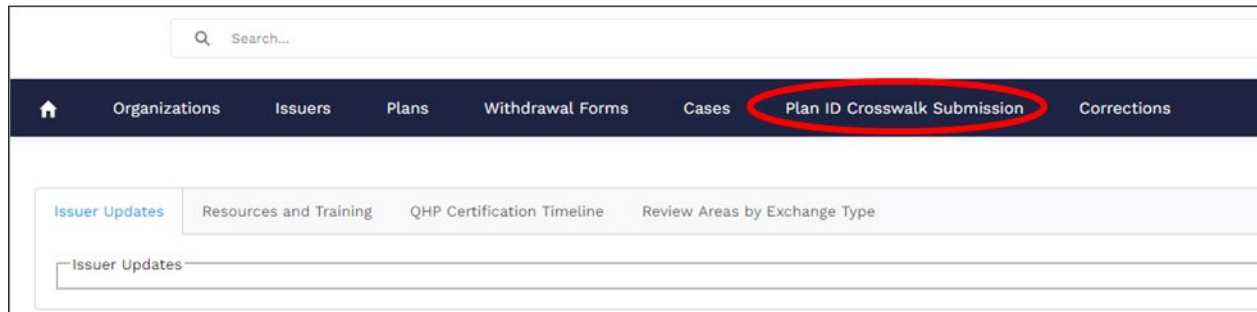 Search...
Organizations Issuers Plans Withdrawal Forms Cases Plan ID Crosswalk Submission Corrections
Issuer Updates Resources and Training QHP Certification Timeline Review Areas by Exchange Type
Issuer Updates